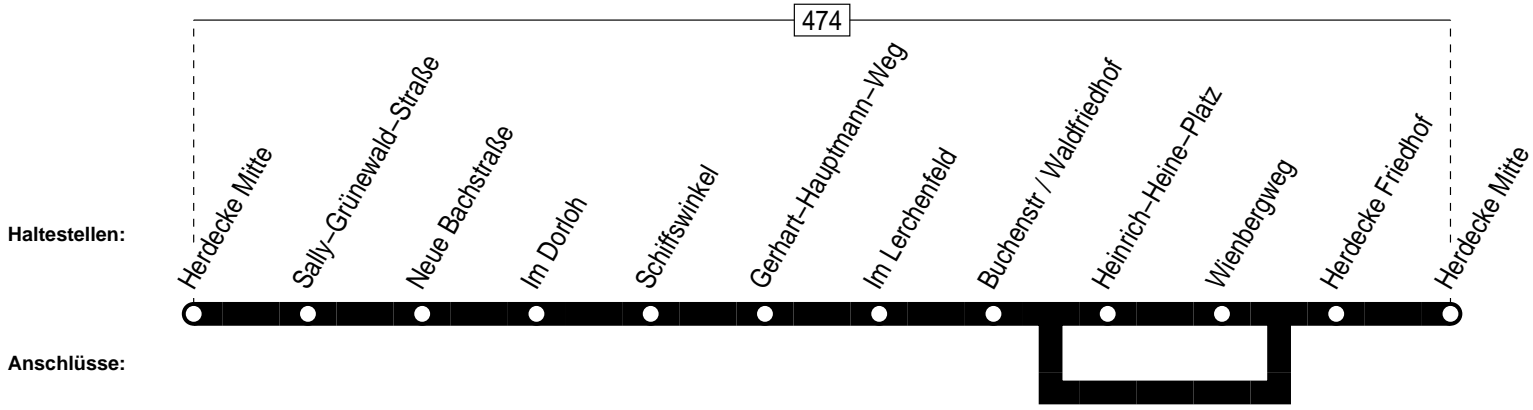 474
Haltestellen:
Herdecke Mitte
Sally−Grünewald−Straße
Neue Bachstraße
Im Dorloh
Schiffswinkel
Gerhart−Hauptmann−Weg
Im Lerchenfeld
Buchenstr / Waldfriedhof
Heinrich−Heine−Platz
Wienbergweg
Herdecke Friedhof
Herdecke Mitte
Anschlüsse: